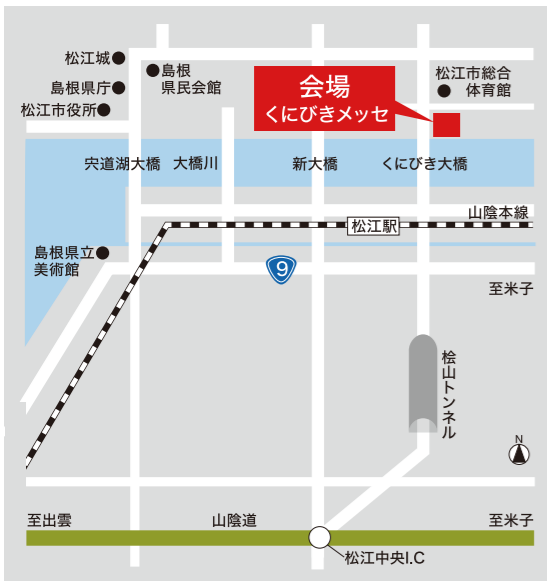 松江城
島根県庁
松江市役所
島根
県民会館
会場
くにびきメッセ
松江市総合
体育館
宍道湖大橋
大橋川
新大橋
くにびき大橋
山陰本線
松江駅
島根県立
美術館
9
至米子
桧山トンネル
N
至出雲
山陰道
至米子
松江中央I.C